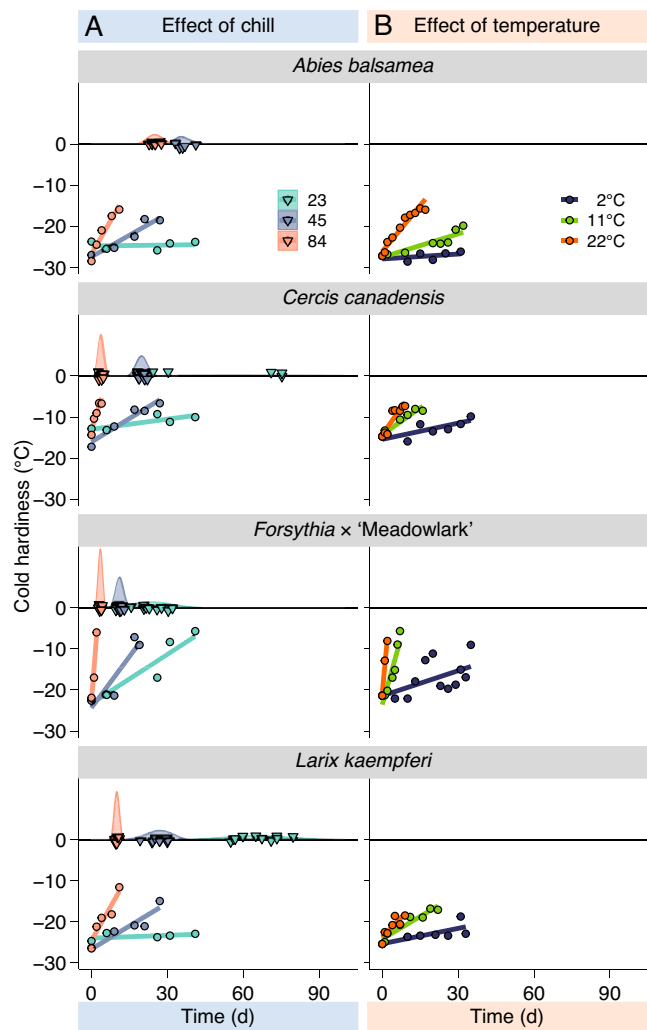 A Effect of chill B Effect of temperature
Abies balsamea
0
−10
−20
−30
23
45
84
2°C
11°C
22°C
Cercis canadensis
0
−10
−20
−30
Forsythia × ‘Meadowlark’
0
−10
−20
−30
Larix kaempferi
0
−10
−20
−30
Cold hardiness (°C)
0 30 60 90 0 30 60 90
Time (d) Time (d)